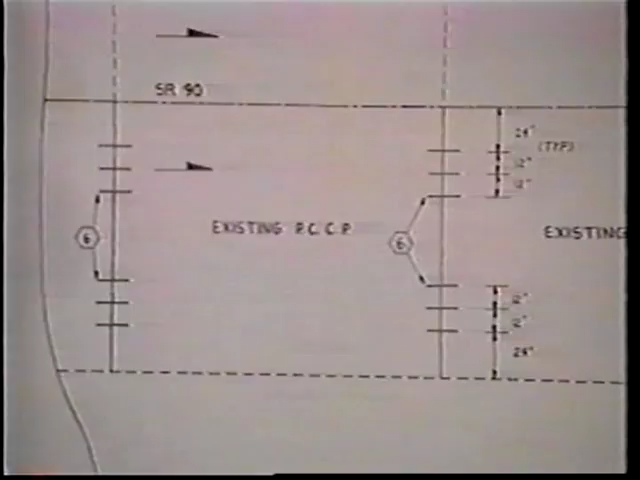 SR 90
24"
(TYP)
12"
12"
6
EXISTING P.C.C.P.
6
EXISTING
12"
12"
24"